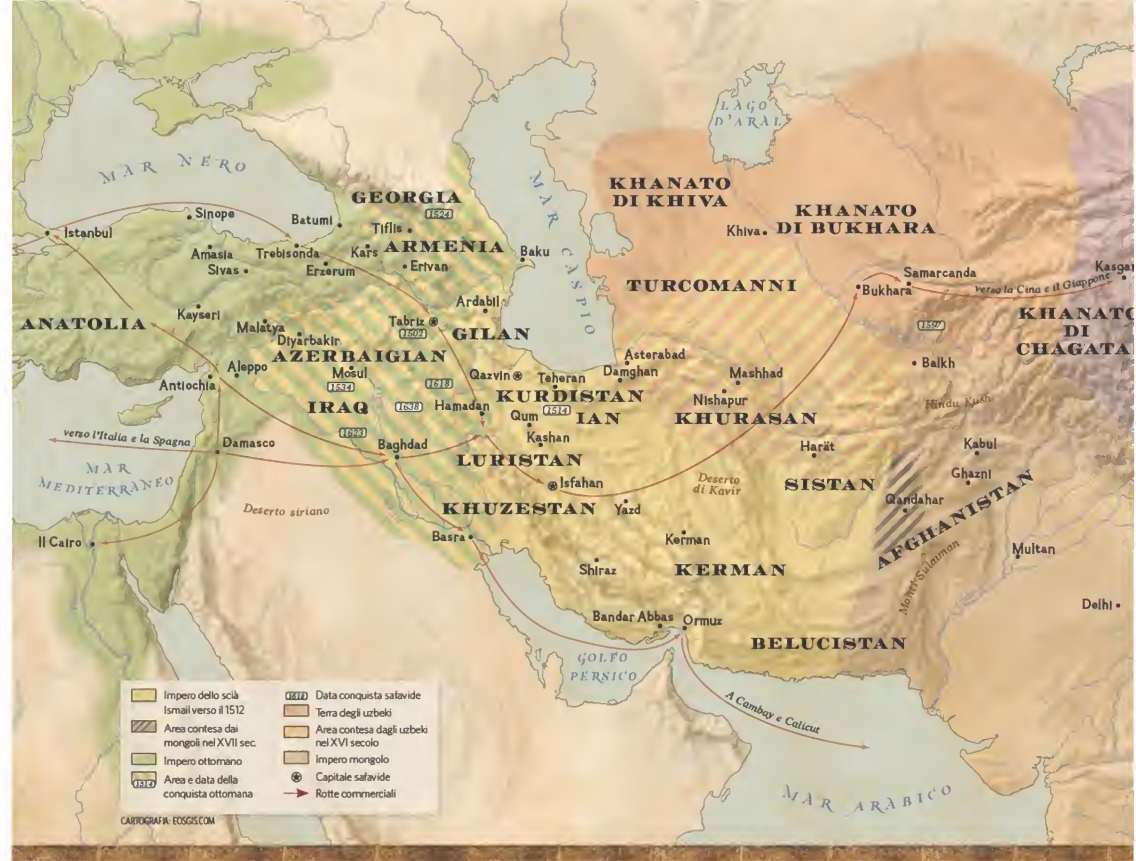 LAGO
D'ARAL
MAR NERO
MAR CASPIO
GEORGIA
1524
KHANATO
DI KHIVA
KHANATO
DI BUKHARA
Sinope
Batumi
Tiflis
Istanbul
Khiva
Amasia
Trebisonda
Kars
ARMENIA
Baku
Sivas
Erzerum
Erivan
Samarcanda
Kasgar
verso la Cina e il Giappone
TURCOMANNI
Bukhara
Ardabil
Kayseri
Tabriz
1502
GILAN
ANATOLIA
Malatya
Diyarbakir
1597
KHANATO
DI
CHAGATA
AZERBAIGIAN
Asterabad
Aleppo
Mosul
1534
1618
Qazvin
Teheran
Damghan
Mashhad
Balkh
Antiochia
KURDISTAN
Nishapur
IRAQ
1638
Hamadan
Qum
1514
IAN
KHURASAN
Hindu Kush
verso l'Italia e la Spagna
1623
Damasco
Baghdad
Kashan
Harät
Kabul
MAR
MEDITERRANEO
LURISTAN
Ghazni
Isfahan
Deserto
di Kavir
SISTAN
Qandahar
Deserto siriano
KHUZESTAN
Yazd
AFGHANISTAN
Il Cairo
Basra
Kerman
Multan
Shiraz
KERMAN
Monti Sulaiman
Delhi
Bandar Abbas
Ormuz
BELUCISTAN
GOLFO
PERSICO
A Cambay e Calicut
MAR ARABICO
Impero dello scià
Ismail verso il 1512
Area contesa dai
mongoli nel XVII sec.
Impero ottomano
1514
Area e data della
conquista ottomana
1618
Data conquista safavide
Terra degli uzbeki
Area contesa dagli uzbeki
nel XVI secolo
Impero mongolo
Capitale safavide
Rotte commerciali
CARTOGRAFIA: EOSGIS.COM